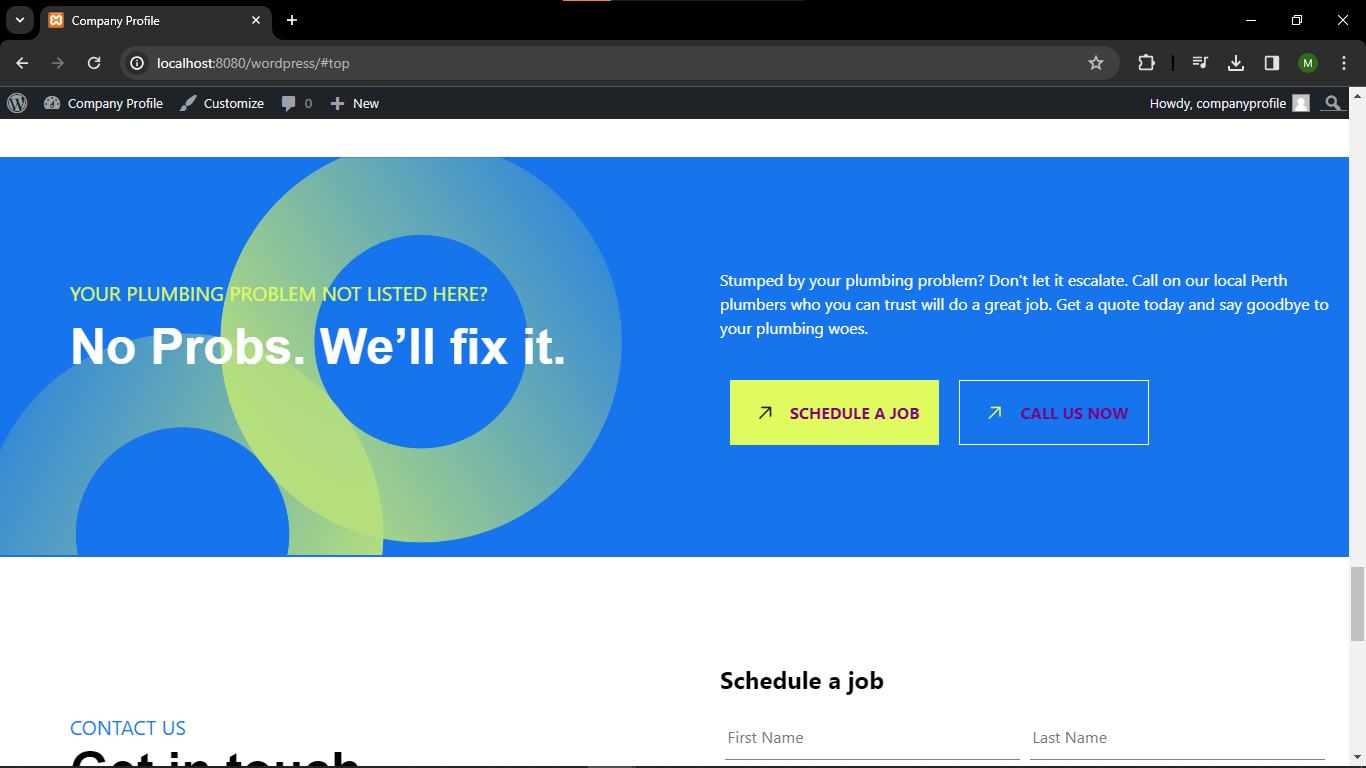 Company Profile
localhost:8080/wordpress/#top
M
Company Profile Customize 0 New
Howdy, companyprofile
YOUR PLUMBING PROBLEM NOT LISTED HERE?
No Probs. We’ll fix it.
Stumped by your plumbing problem? Don't let it escalate. Call on our local Perth
plumbers who you can trust will do a great job. Get a quote today and say goodbye to
your plumbing woes.
SCHEDULE A JOB
CALL US NOW
CONTACT US
Get in touch
Schedule a job
First Name
Last Name